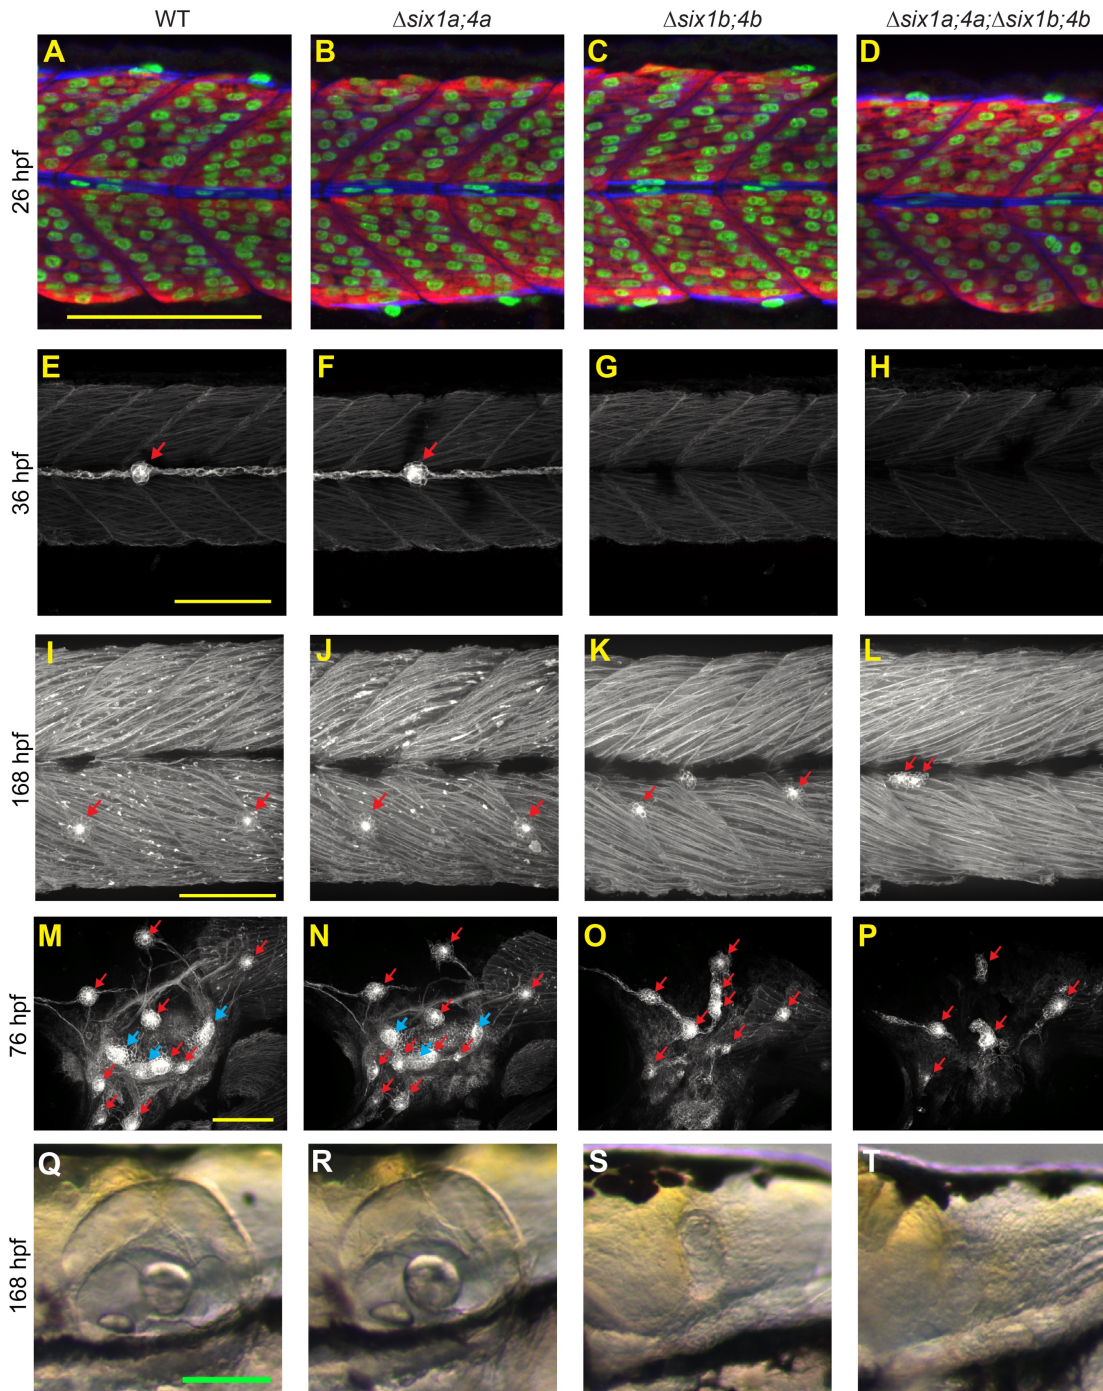 WT Δsix1a;4a Δsix1b;4b Δsix1a;4a;Δsix1b;4b
26 hpf A B C D
36 hpf E F G H
168 hpf I J K L
76 hpf M N O P
168 hpf Q R S T